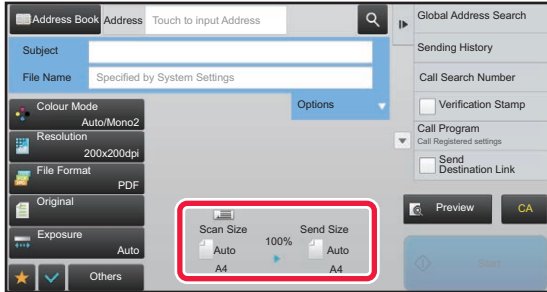 Address Book
Address
Touch to input Address
Global Address Search
Subject
Sending History
File Name
Specified by System Settings
Call Search Number
Options
Verification Stamp
Colour Mode
Auto/Mono2
Call Program
Call Registered settings
Resolution
200x200dpi
Send
Destination Link
File Format
PDF
Original
Preview
CA
Scan Size
100%
Send Size
Exposure
Auto
Auto
Auto
A4
A4
Start
Others